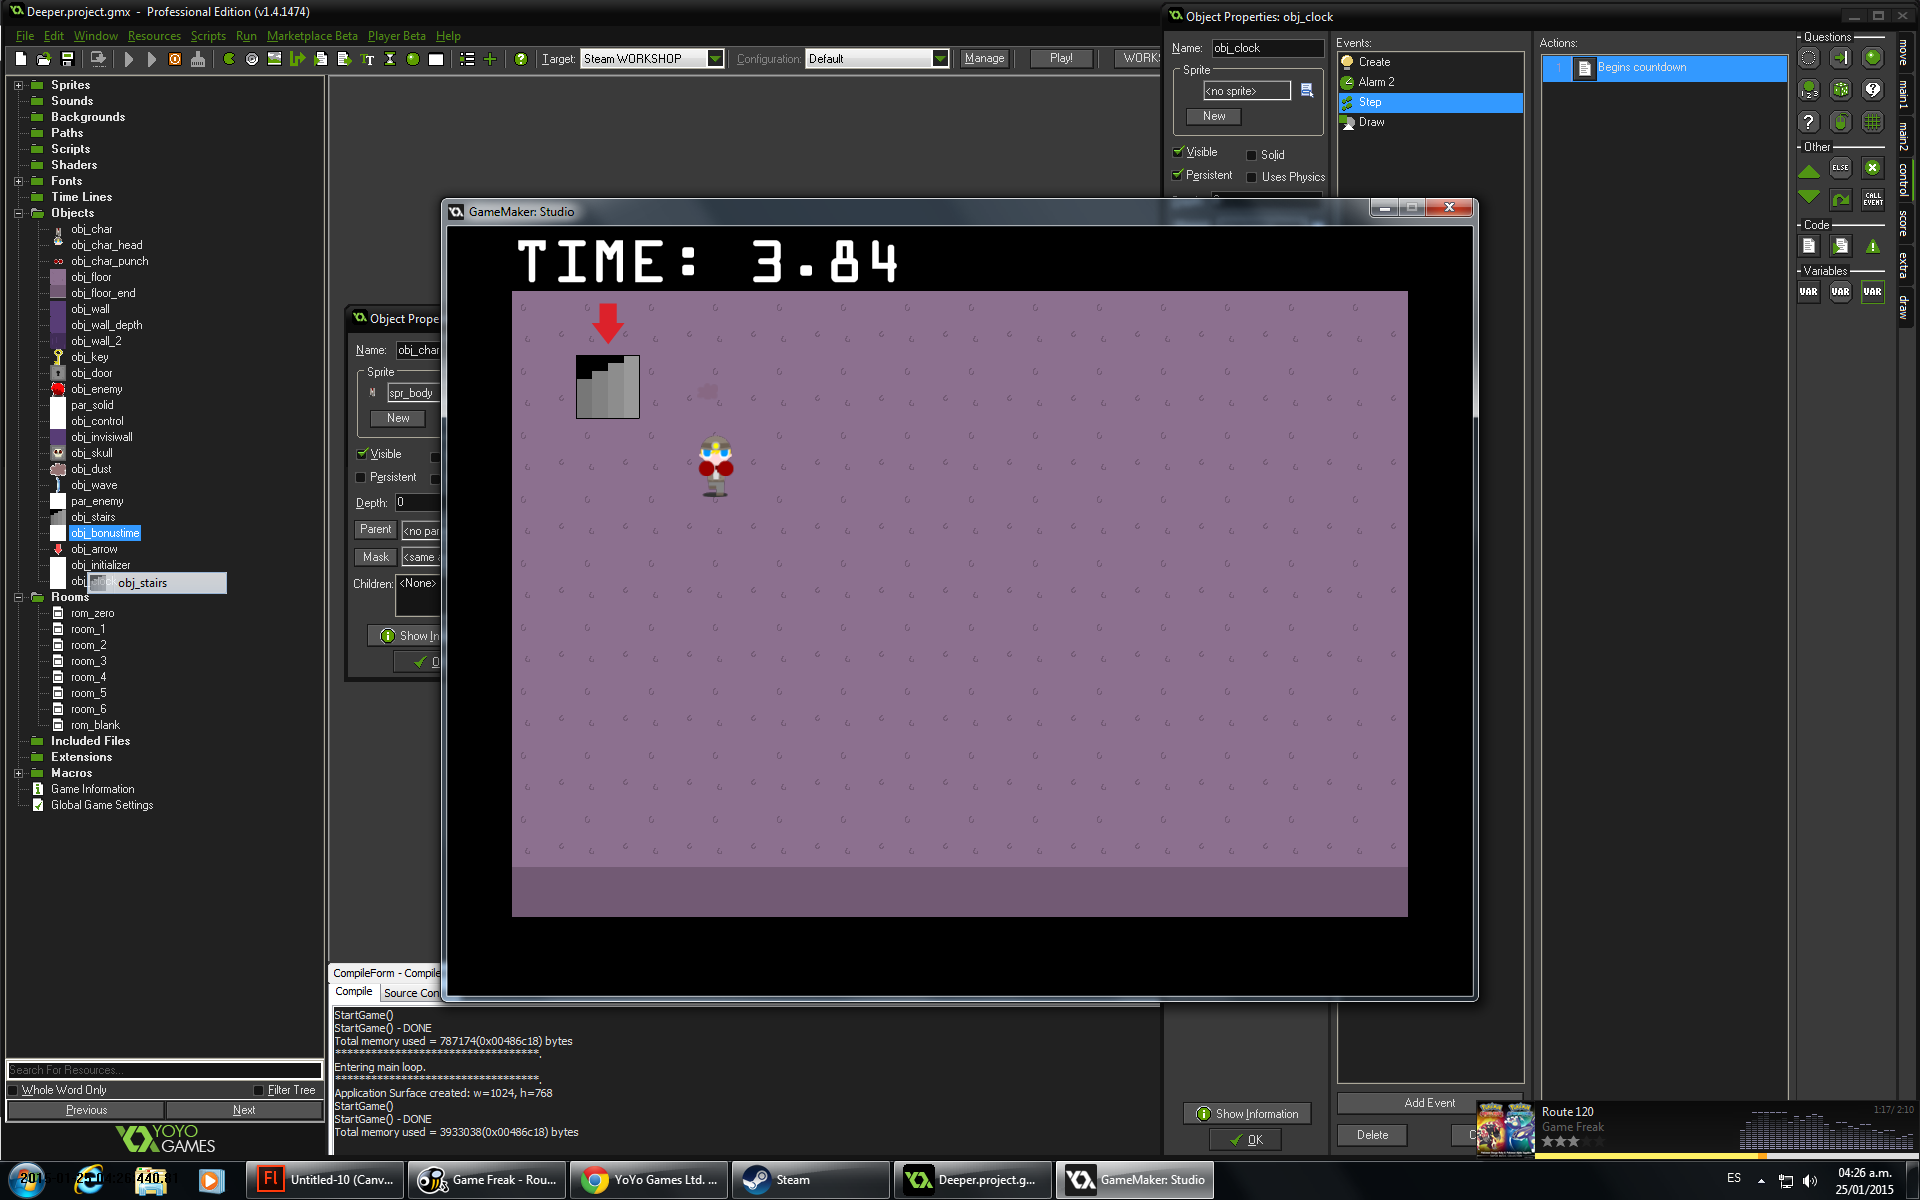 Deeper.project.gmx - Professional Edition (v1.4.1474)
File Edit Window Resources Scripts Run Marketplace Beta Player Beta Help
Target: Steam WORKSHOP Configuration: Default Manage Play! WORKS
Sprites
Sounds
Backgrounds
Paths
Scripts
Shaders
Fonts
Time Lines
Objects
obj_char
obj_char_head
obj_char_punch
obj_floor
obj_floor_end
obj_wall
obj_wall_depth
obj_wall_2
obj_key
obj_door
obj_enemy
par_solid
obj_control
obj_invisiwall
obj_skull
obj_dust
obj_wave
par_enemy
obj_stairs
obj_bonustime
obj_arrow
obj_initializer
obj_stairs
Rooms
rom_zero
room_1
room_2
room_3
room_4
room_5
room_6
rom_blank
Included Files
Extensions
Macros
Game Information
Global Game Settings
Search For Resources...
Whole Word Only Filter Tree
Previous Next
YOYO
GAMES
Object Prope
Name: obj_char
Sprite
spr_body
New
Visible
Persistent
Depth: 0
Parent <no par
Mask <same a
Children: <None>
Show In
O
GameMaker: Studio
TIME: 3.84
CompileForm - Compile
Compile Source Con
StartGame()
StartGame() - DONE
Total memory used = 787174(0x00486c18) bytes
***********************************.
Entering main loop.
***********************************.
Application Surface created: w=1024, h=768
StartGame()
StartGame() - DONE
Total memory used = 3933038(0x00486c18) bytes
Object Properties: obj_clock
Name: obj_clock
Sprite
<no sprite>
New
Visible Solid
Persistent Uses Physics
Show Information
OK
Events:
Create
Alarm 2
Step
Draw
Add Event
Delete
Actions:
1 Begins countdown
Questions
Other
ELSE
CALL EVENT
Code
Variables
VAR VAR VAR
move
main1
main2
control
score
extra
draw
Route 120
Game Freak
1:17/ 2:10
Untitled-10 (Canv...
Game Freak - Rou...
YoYo Games Ltd. ...
Steam
Deeper.project.g...
GameMaker: Studio
ES
04:26 a.m.
25/01/2015